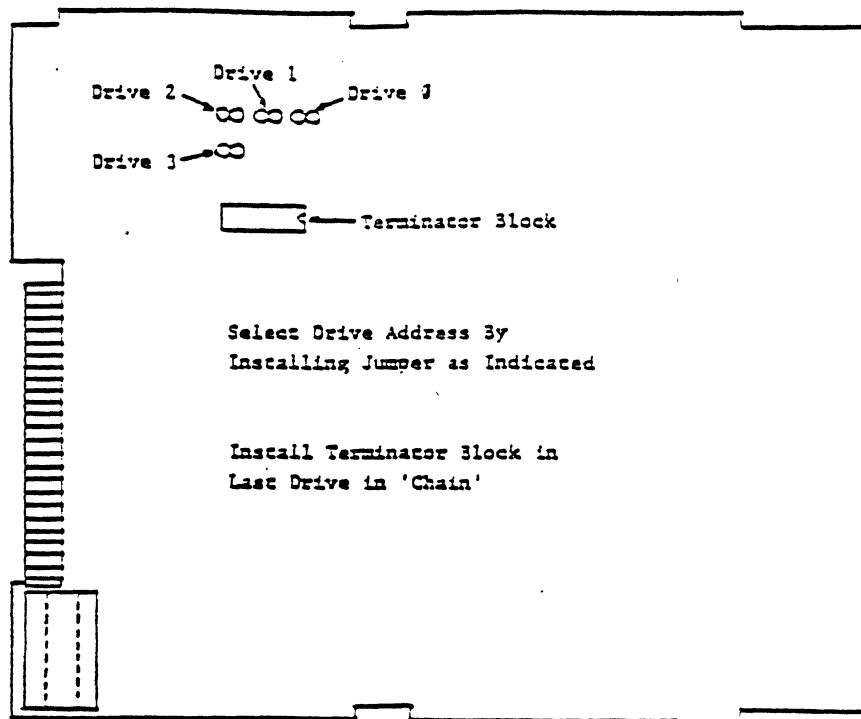 Drive 1
Drive 2
Drive 0
Drive 3
Terminator Block
Select Drive Address By
Installing Jumper as Indicated
Install Terminator Block in
Last Drive in 'Chain'